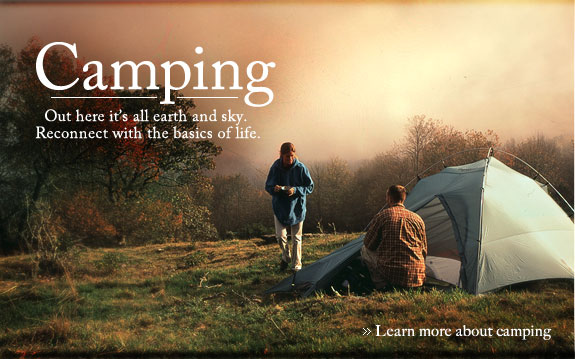 Camping
Out here it's all earth and sky.
Reconnect with the basics of life.
» Learn more about camping